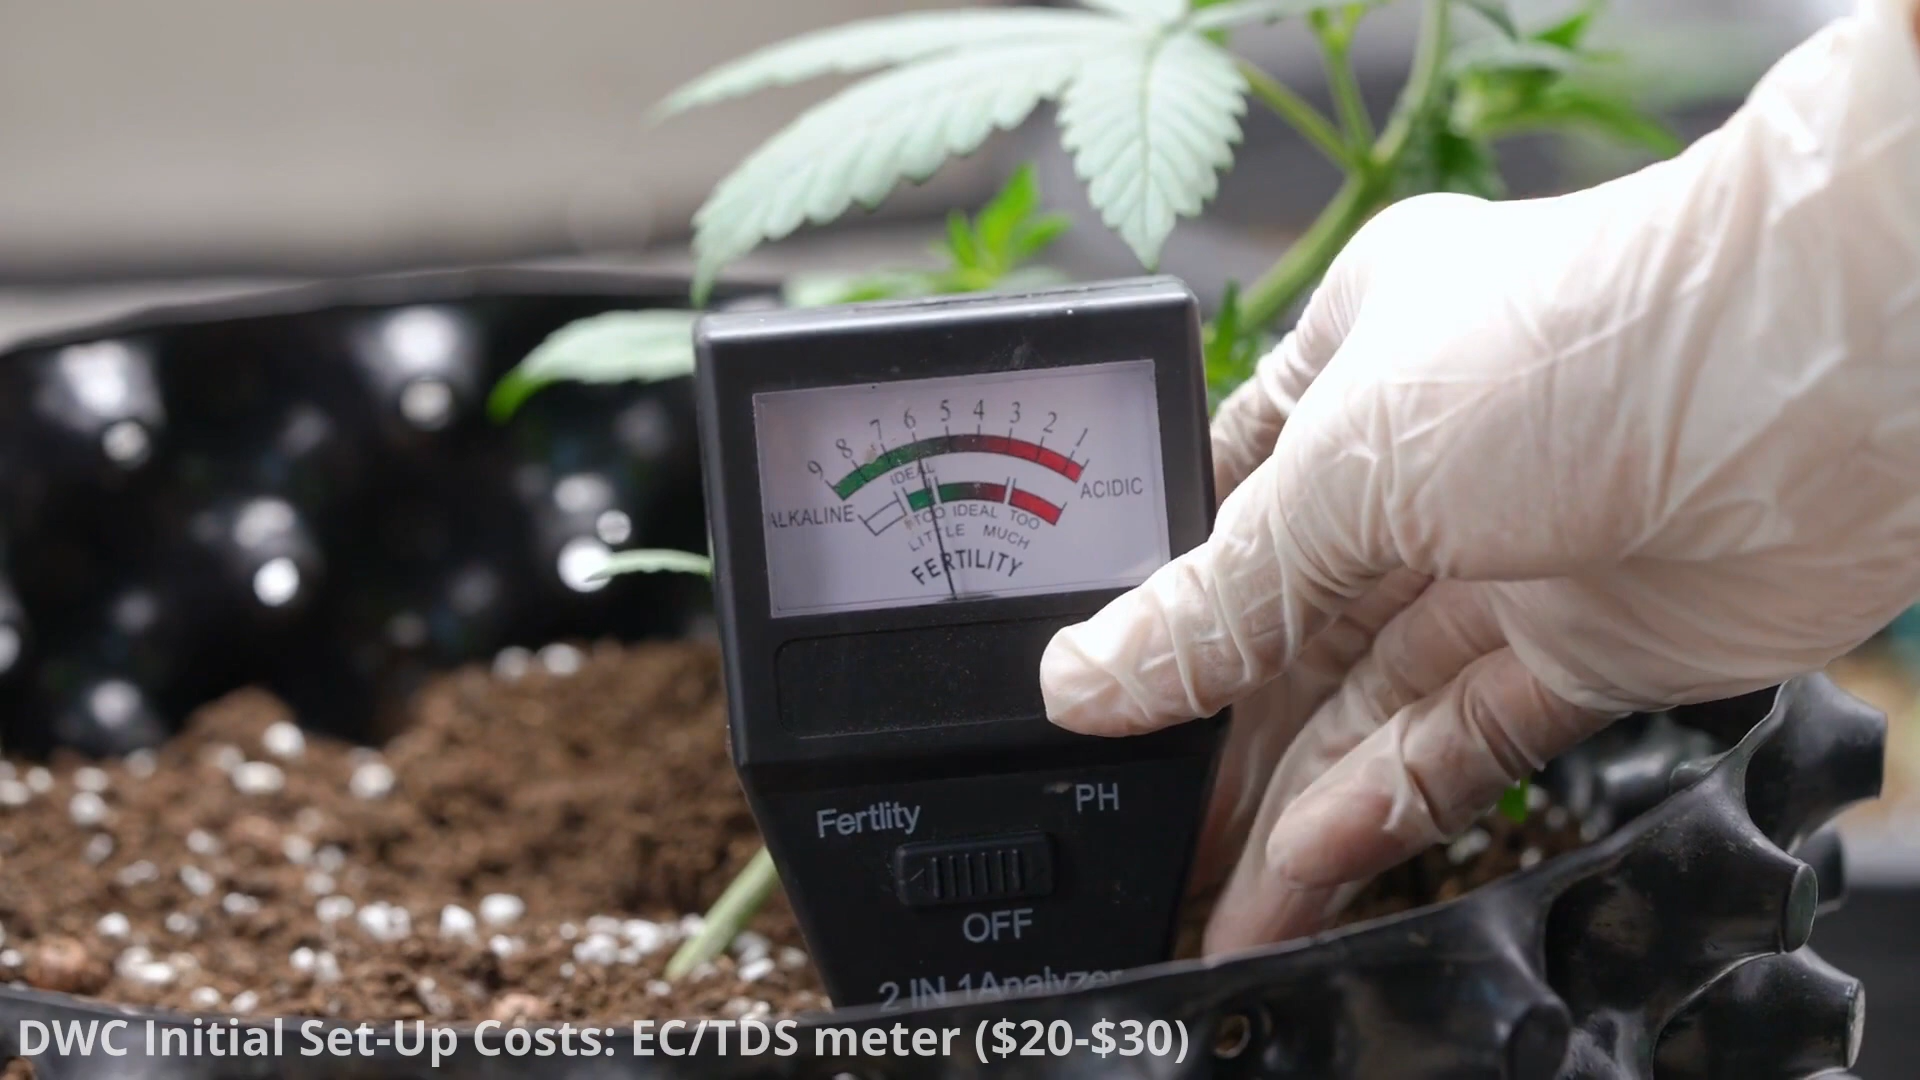 9 8 7 6 5 4 3 2 1
IDEAL
ALKALINE
ACIDIC
TOO IDEAL TOO
LITTLE MUCH
FERTILITY
Fertlity PH
OFF
2 IN 1Analyzer
DWC Initial Set-Up Costs: EC/TDS meter ($20-$30)